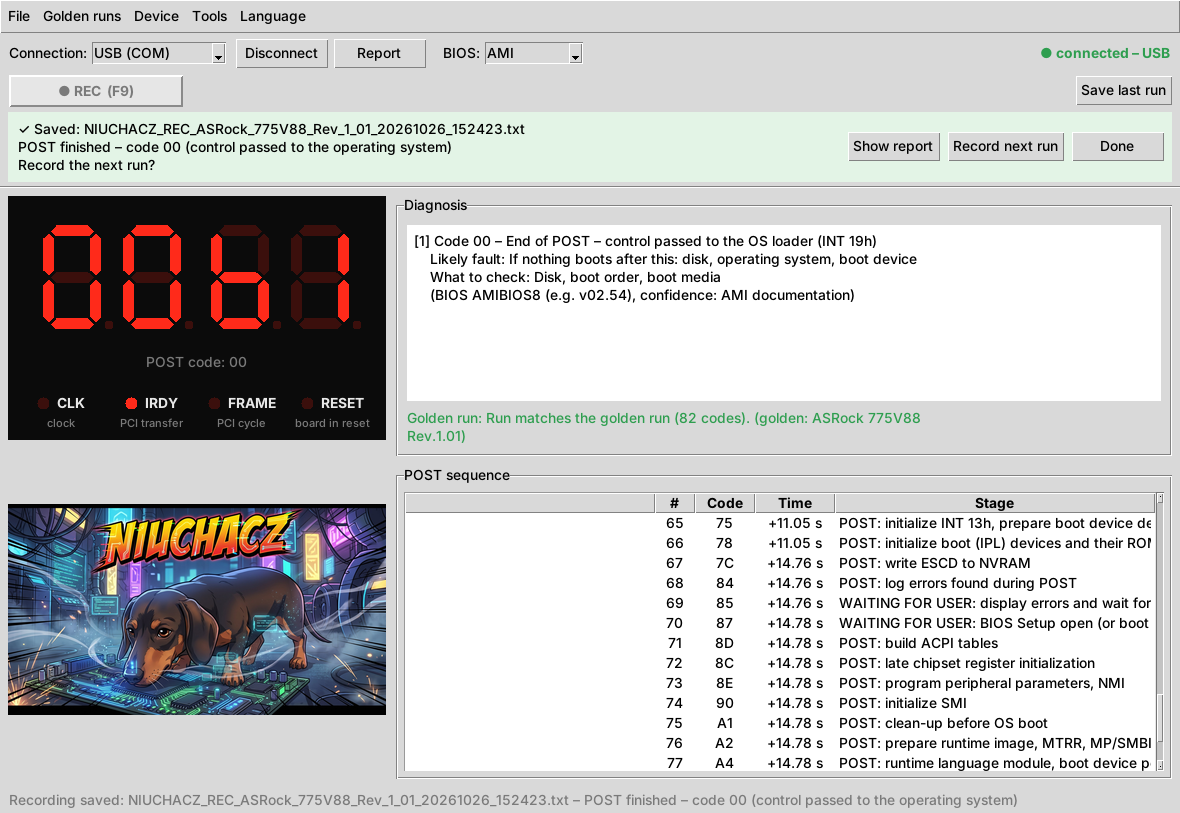 File Golden runs Device Tools Language
Connection: USB (COM) Disconnect Report BIOS: AMI ● connected – USB
● REC (F9) Save last run
✓ Saved: NIUCHACZ_REC_ASRock_775V88_Rev_1_01_20261026_152423.txt
POST finished – code 00 (control passed to the operating system)
Record the next run?
Show report Record next run Done
00b1
POST code: 00
CLK IRDY FRAME RESET
clock PCI transfer PCI cycle board in reset
NIUCHACZ
Diagnosis
[1] Code 00 – End of POST – control passed to the OS loader (INT 19h)
Likely fault: If nothing boots after this: disk, operating system, boot device
What to check: Disk, boot order, boot media
(BIOS AMIBIOS8 (e.g. v02.54), confidence: AMI documentation)
Golden run: Run matches the golden run (82 codes). (golden: ASRock 775V88
Rev.1.01)
POST sequence
# Code Time Stage
65 75 +11.05 s POST: initialize INT 13h, prepare boot device de
66 78 +11.05 s POST: initialize boot (IPL) devices and their ROM
67 7C +14.76 s POST: write ESCD to NVRAM
68 84 +14.76 s POST: log errors found during POST
69 85 +14.76 s WAITING FOR USER: display errors and wait for
70 87 +14.78 s WAITING FOR USER: BIOS Setup open (or boot
71 8D +14.78 s POST: build ACPI tables
72 8C +14.78 s POST: late chipset register initialization
73 8E +14.78 s POST: program peripheral parameters, NMI
74 90 +14.78 s POST: initialize SMI
75 A1 +14.78 s POST: clean-up before OS boot
76 A2 +14.78 s POST: prepare runtime image, MTRR, MP/SMBI
77 A4 +14.78 s POST: runtime language module, boot device p
Recording saved: NIUCHACZ_REC_ASRock_775V88_Rev_1_01_20261026_152423.txt – POST finished – code 00 (control passed to the operating system)